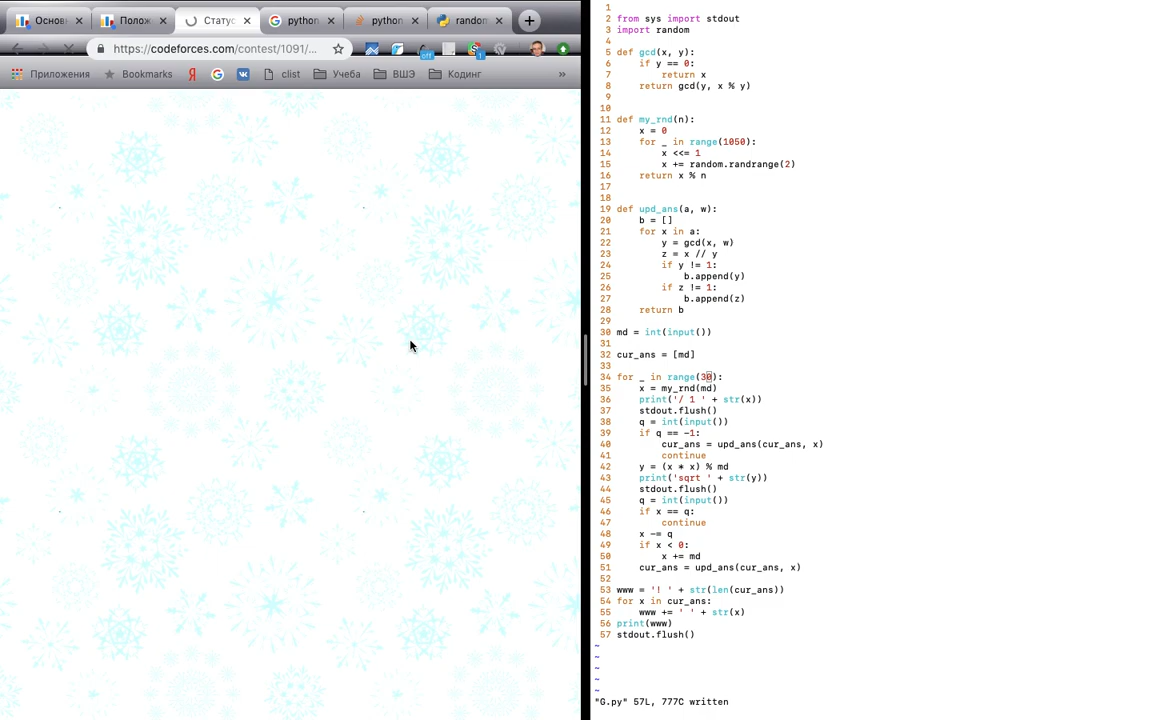 Основ
Полож
Статус
python
python
random
https://codeforces.com/contest/1091/...
off
1
Приложения
Bookmarks
Я
clist
Учеба
ВШЭ
Кодинг
»
1
2 from sys import stdout
3 import random
4
5 def gcd(x, y):
6 if y == 0:
7 return x
8 return gcd(y, x % y)
9
10
11 def my_rnd(n):
12 x = 0
13 for _ in range(1050):
14 x <<= 1
15 x += random.randrange(2)
16 return x % n
17
18
19 def upd_ans(a, w):
20 b = []
21 for x in a:
22 y = gcd(x, w)
23 z = x // y
24 if y != 1:
25 b.append(y)
26 if z != 1:
27 b.append(z)
28 return b
29
30 md = int(input())
31
32 cur_ans = [md]
33
34 for _ in range(30):
35 x = my_rnd(md)
36 print('/ 1 ' + str(x))
37 stdout.flush()
38 q = int(input())
39 if q == -1:
40 cur_ans = upd_ans(cur_ans, x)
41 continue
42 y = (x * x) % md
43 print('sqrt ' + str(y))
44 stdout.flush()
45 q = int(input())
46 if x == q:
47 continue
48 x -= q
49 if x < 0:
50 x += md
51 cur_ans = upd_ans(cur_ans, x)
52
53 www = '! ' + str(len(cur_ans))
54 for x in cur_ans:
55 www += ' ' + str(x)
56 print(www)
57 stdout.flush()
~
~
~
~
~
"G.py" 57L, 777C written